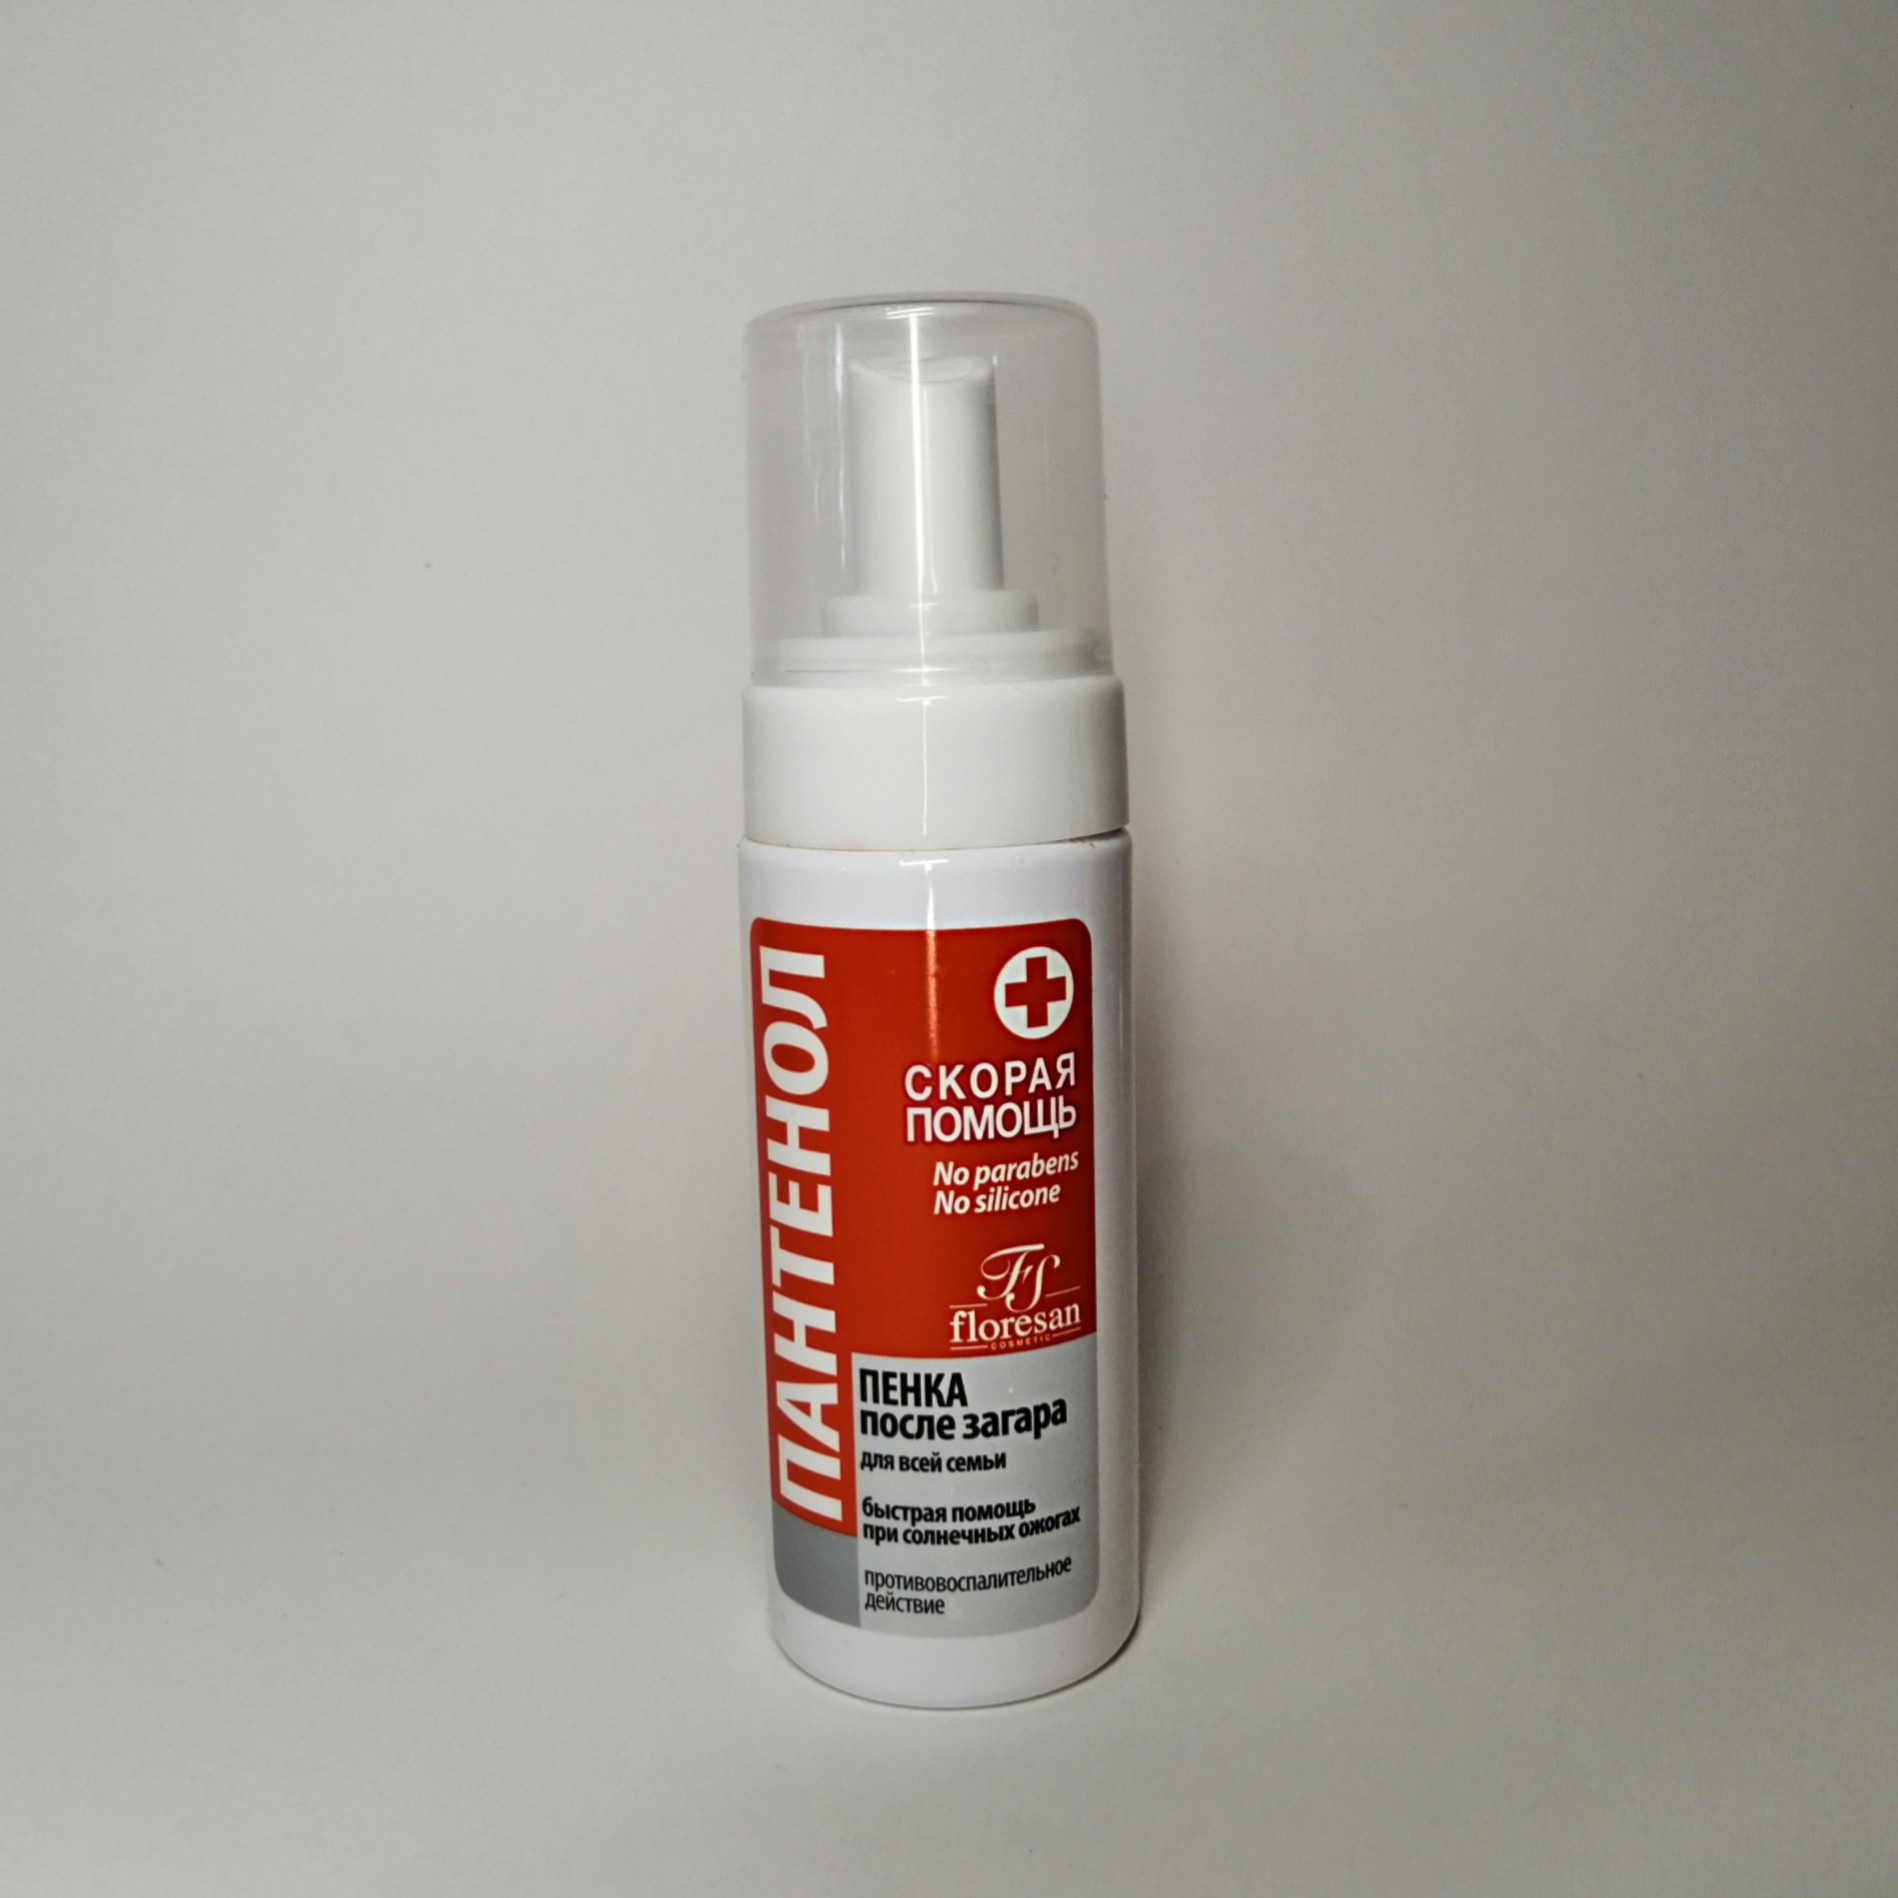 ПАНТЕНОЛ
СКОРАЯ
ПОМОЩЬ
No parabens
No silicone
FS
floresan
COSMETIC
ПЕНКА
после загара
для всей семьи
быстрая помощь
при солнечных ожогах
противовоспалительное
действие